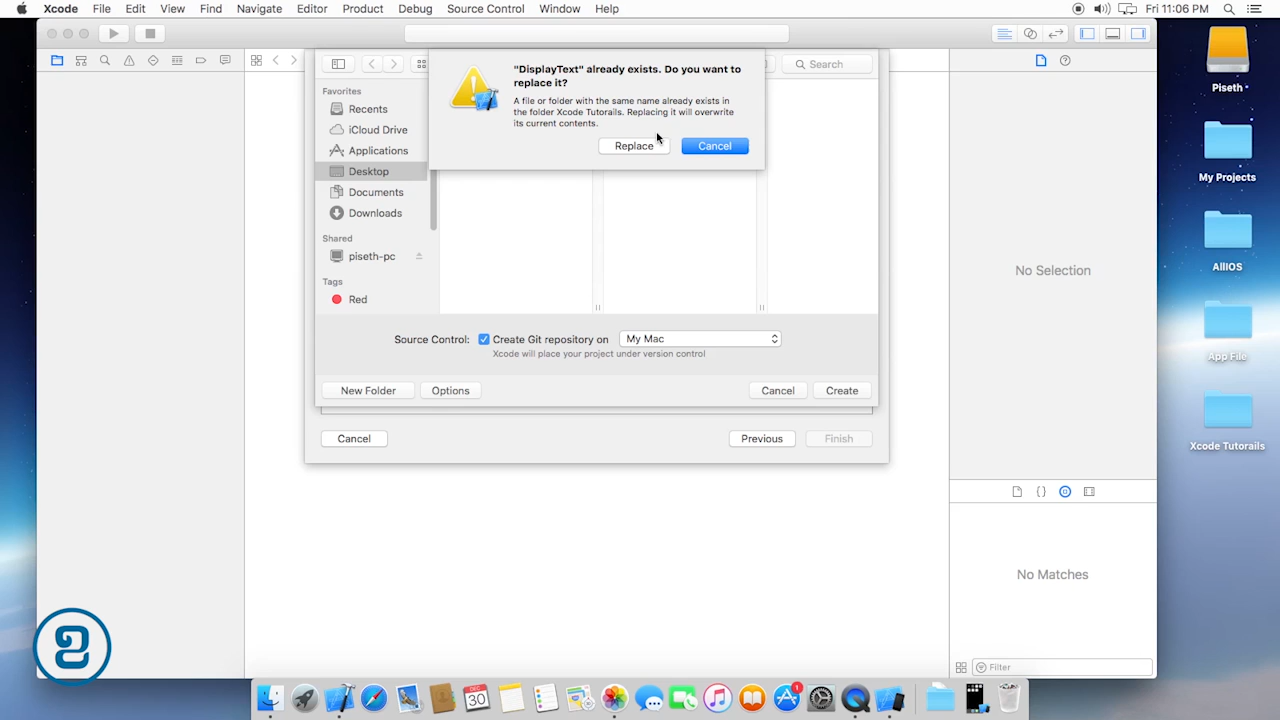 Xcode File Edit View Find Navigate Editor Product Debug Source Control Window Help Fri 11:06 PM
Search
"DisplayText" already exists. Do you want to
replace it?
A file or folder with the same name already exists in
the folder Xcode Tutorails. Replacing it will overwrite
its current contents.
Replace Cancel
Favorites
Recents
iCloud Drive
Applications
Desktop
Documents
Downloads
Shared
piseth-pc
Tags
Red
Source Control: Create Git repository on My Mac
Xcode will place your project under version control
New Folder Options Cancel Create
Cancel Previous Finish
No Selection
No Matches
Filter
Piseth
My Projects
AllIOS
App File
Xcode Tutorails
DEC
30
1